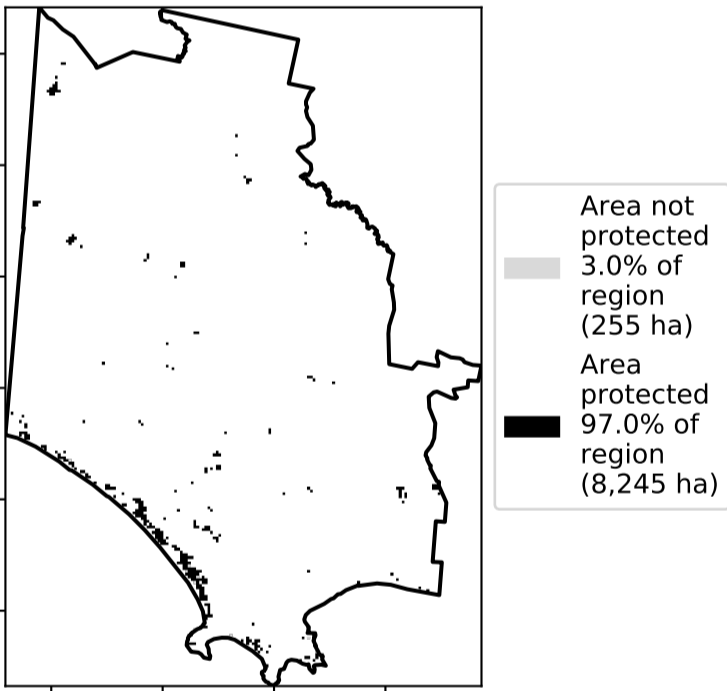 Area not
protected
3.0% of
region
(255 ha)
Area
protected
97.0% of
region
(8,245 ha)